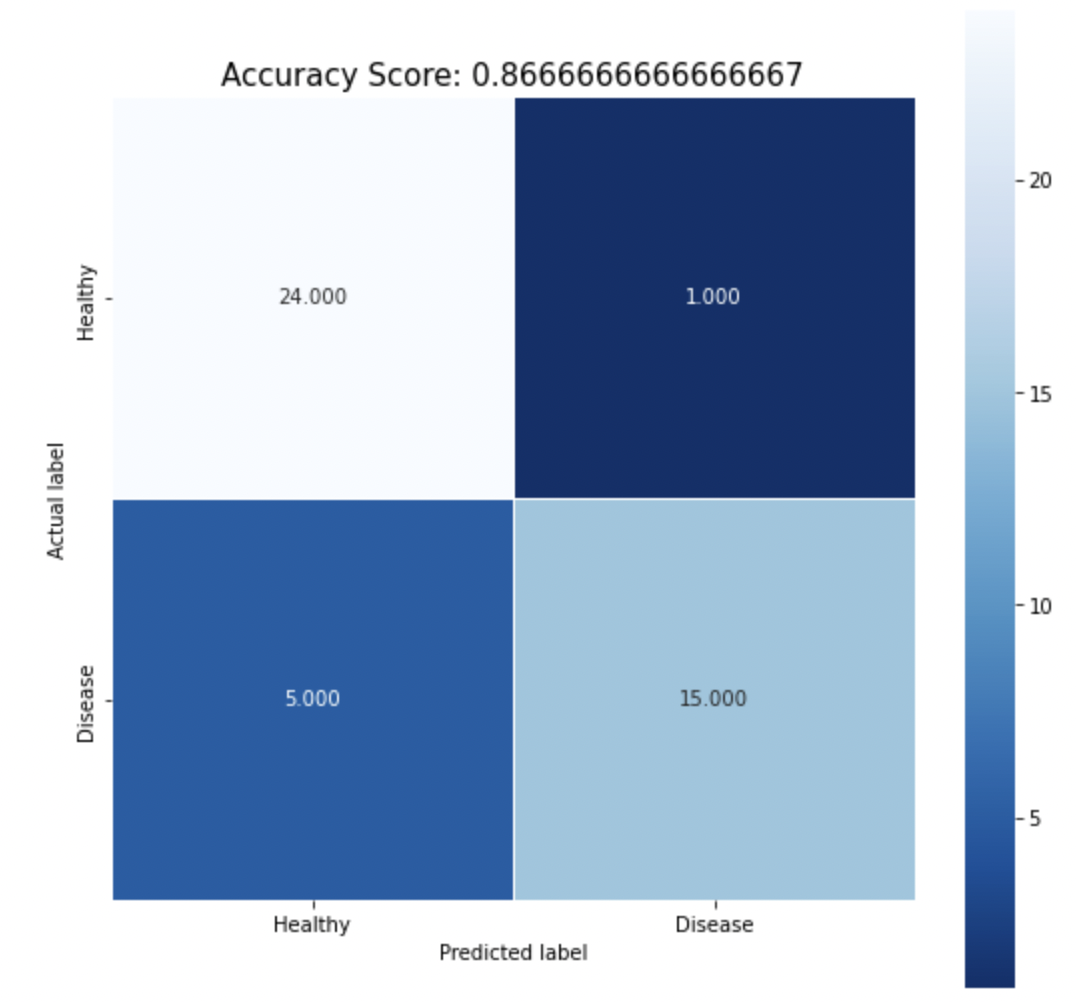 Accuracy Score: 0.8666666666666667
20
Healthy
24.000
1.000
15
Actual label
10
Disease
5.000
15.000
5
Healthy
Disease
Predicted label